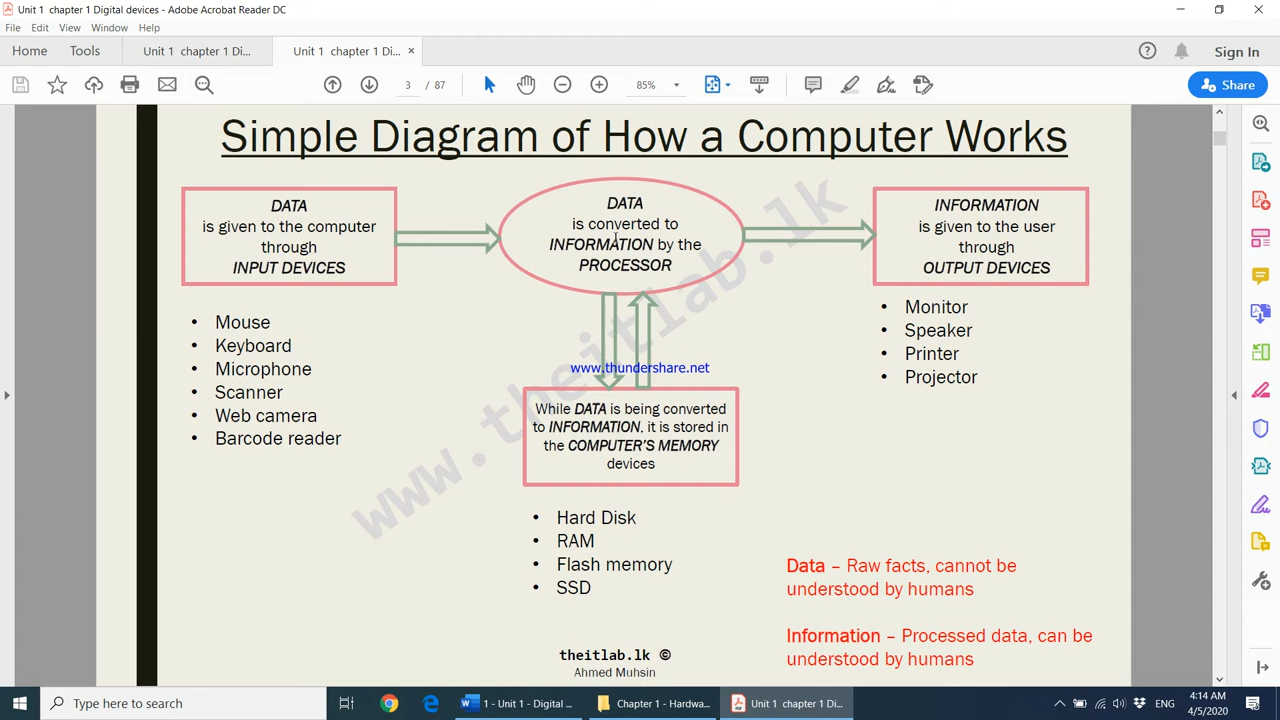 Unit 1 chapter 1 Digital devices - Adobe Acrobat Reader DC
File Edit View Window Help
Home Tools Unit 1 chapter 1 Di... Unit 1 chapter 1 Di... ×
Sign In
3 / 87 85% Share
Simple Diagram of How a Computer Works
DATA
is given to the computer
through
INPUT DEVICES
• Mouse
• Keyboard
• Microphone
• Scanner
• Web camera
• Barcode reader
DATA
is converted to
INFORMATION by the
PROCESSOR
www.thundershare.net
While DATA is being converted
to INFORMATION, it is stored in
the COMPUTER'S MEMORY
devices
• Hard Disk
• RAM
• Flash memory
• SSD
INFORMATION
is given to the user
through
OUTPUT DEVICES
• Monitor
• Speaker
• Printer
• Projector
Data – Raw facts, cannot be
understood by humans
Information – Processed data, can be
understood by humans
www.theitlab.lk
theitlab.lk ©
Ahmed Muhsin
Type here to search
1 - Unit 1 - Digital ...
Chapter 1 - Hardwa...
Unit 1 chapter 1 Di...
ENG
4:14 AM
4/5/2020